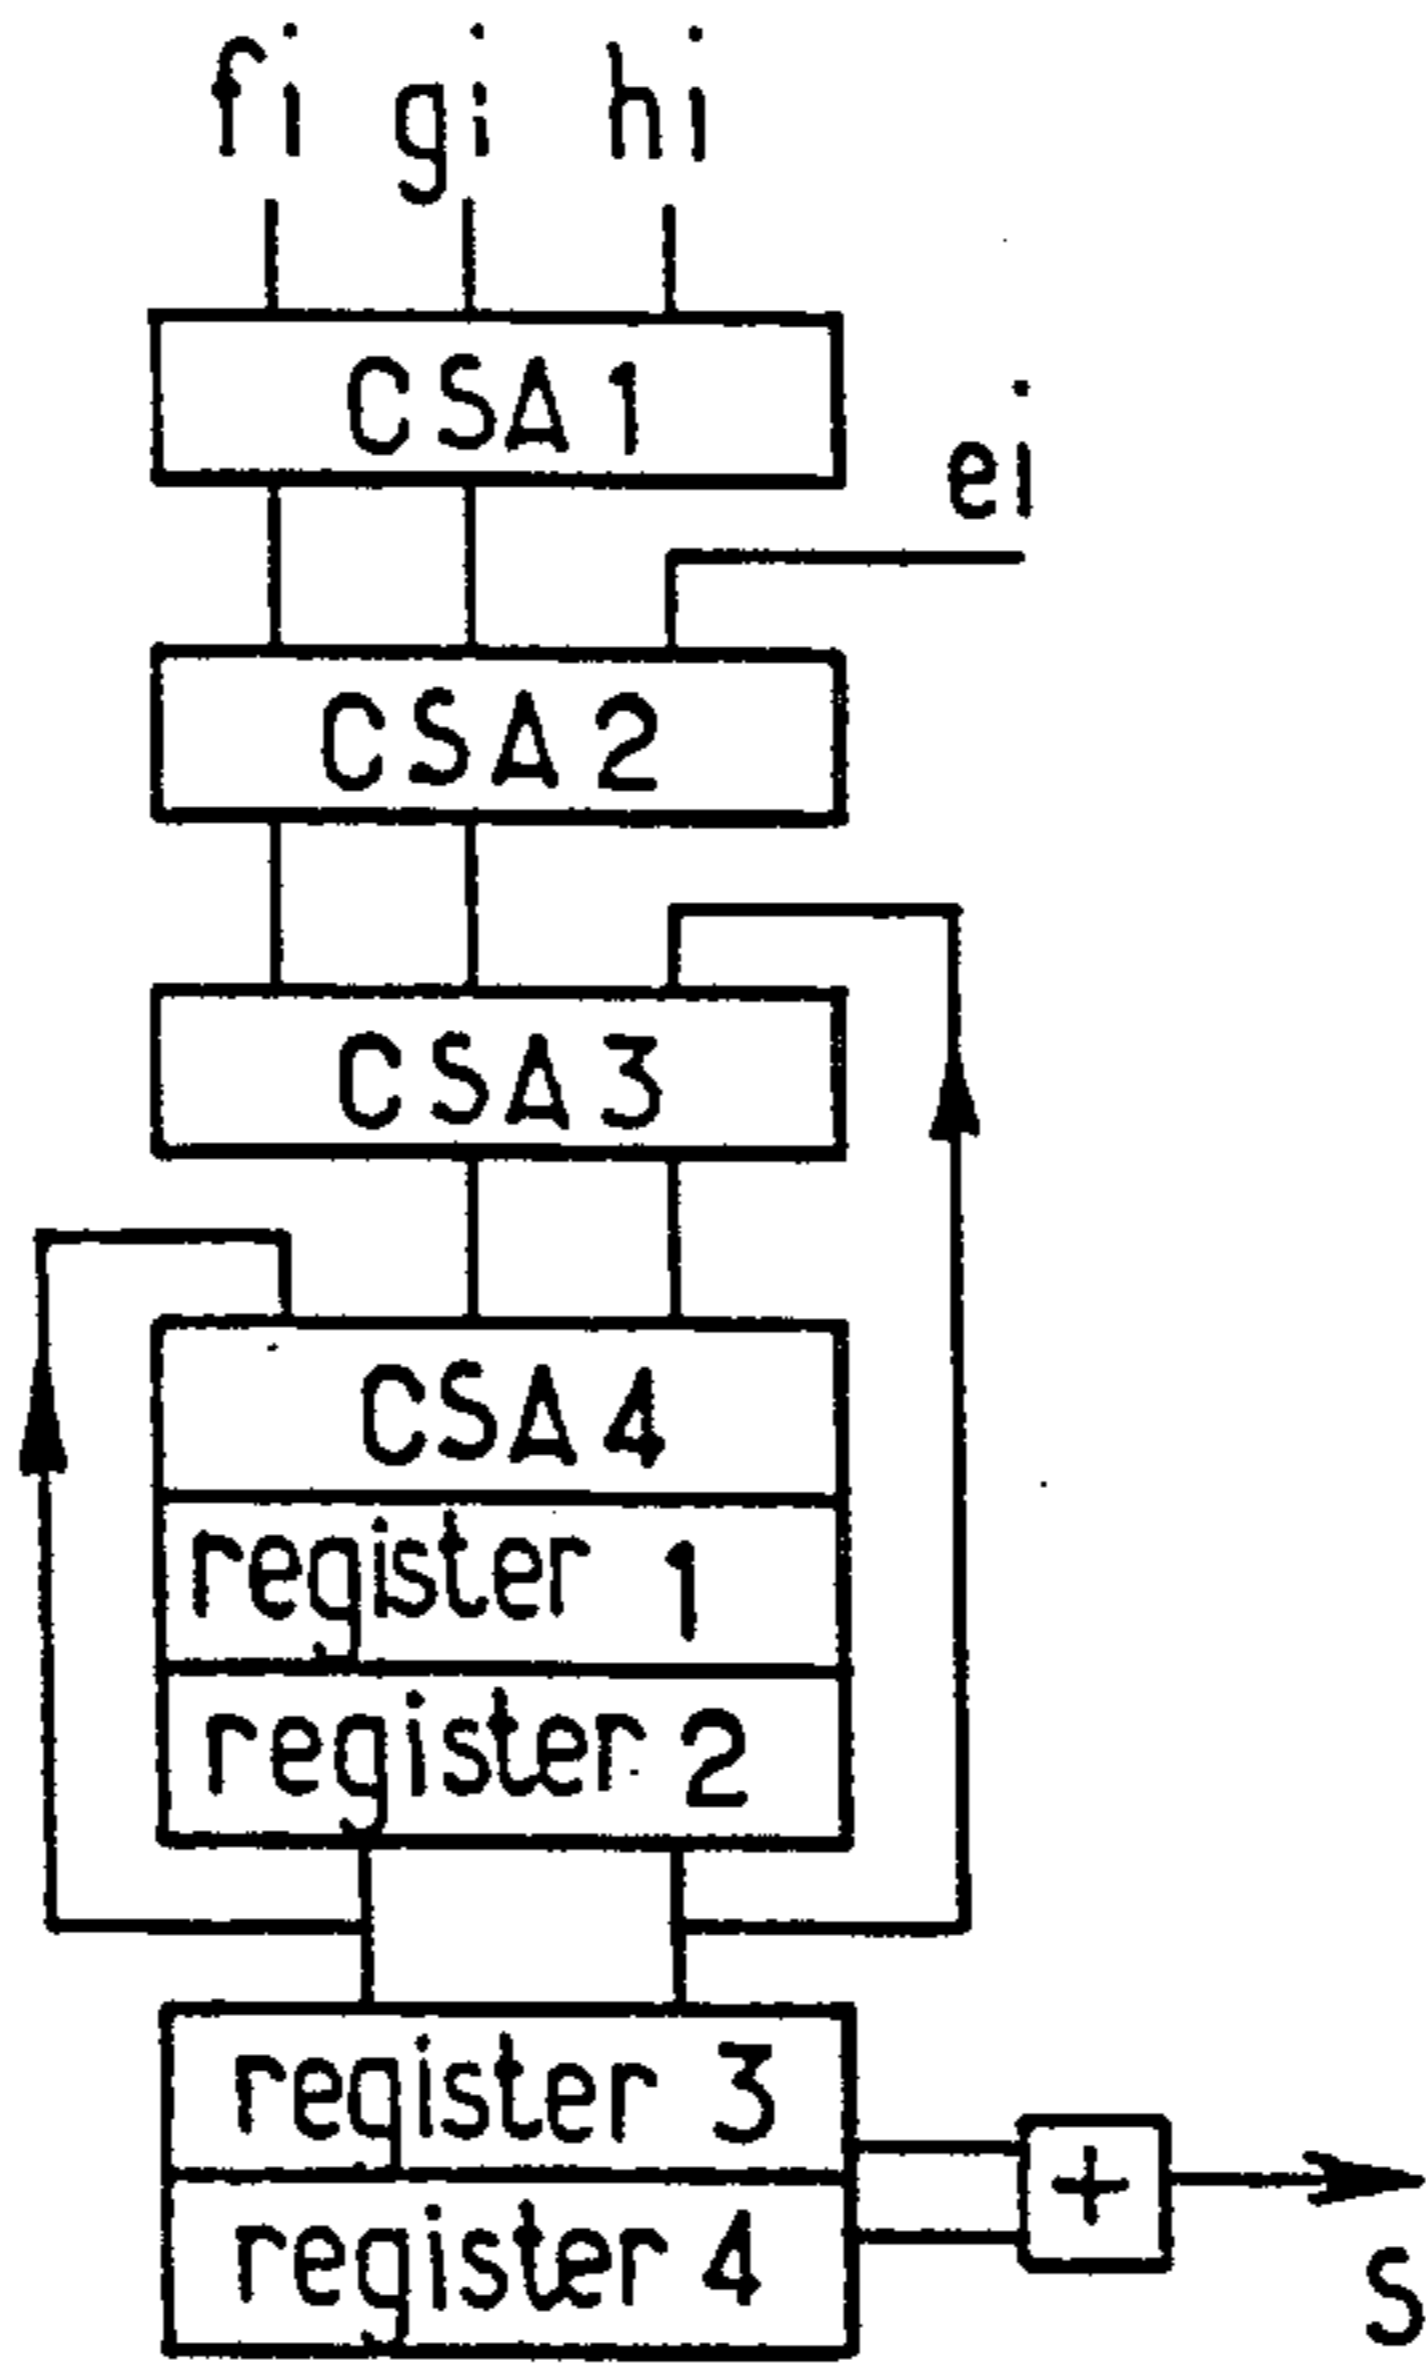 fi gi hi
CSA1
ei
CSA2
CSA3
CSA4
register 1
register 2
register 3
register 4
+
S